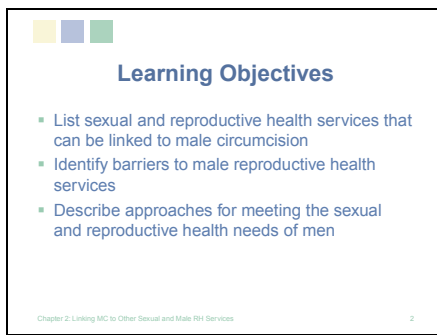 Learning Objectives
▪ List sexual and reproductive health services that
can be linked to male circumcision
▪ Identify barriers to male reproductive health
services
▪ Describe approaches for meeting the sexual
and reproductive health needs of men
Chapter 2: Linking MC to Other Sexual and Male RH Services
2